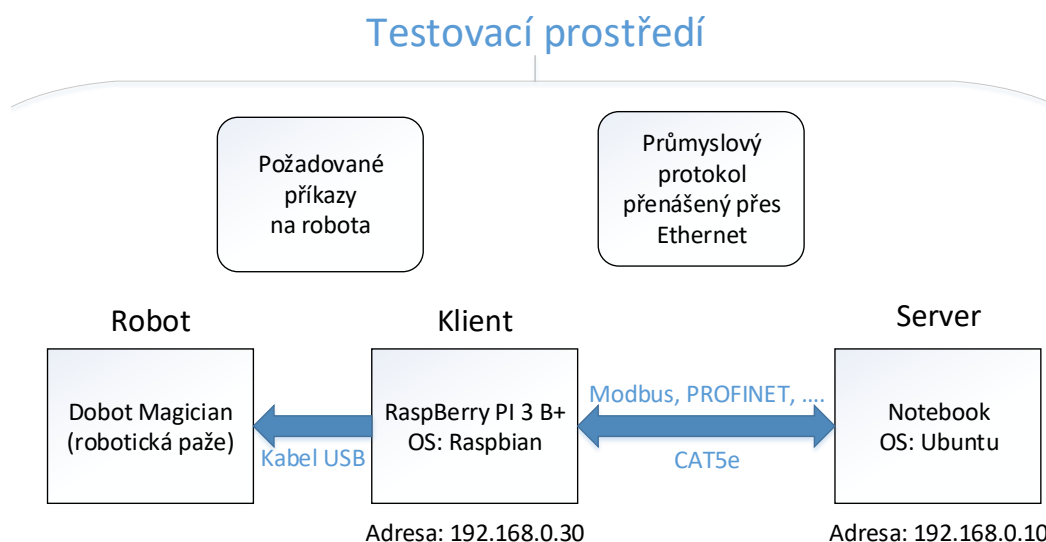 Testovací prostředí
Požadované
příkazy
na robota
Průmyslový
protokol
přenášený přes
Ethernet
Robot
Klient
Server
Dobot Magician
(robotická paže)
Kabel USB
RaspBerry PI 3 B+
OS: Raspbian
Modbus, PROFINET, ....
CAT5e
Notebook
OS: Ubuntu
Adresa: 192.168.0.30
Adresa: 192.168.0.10